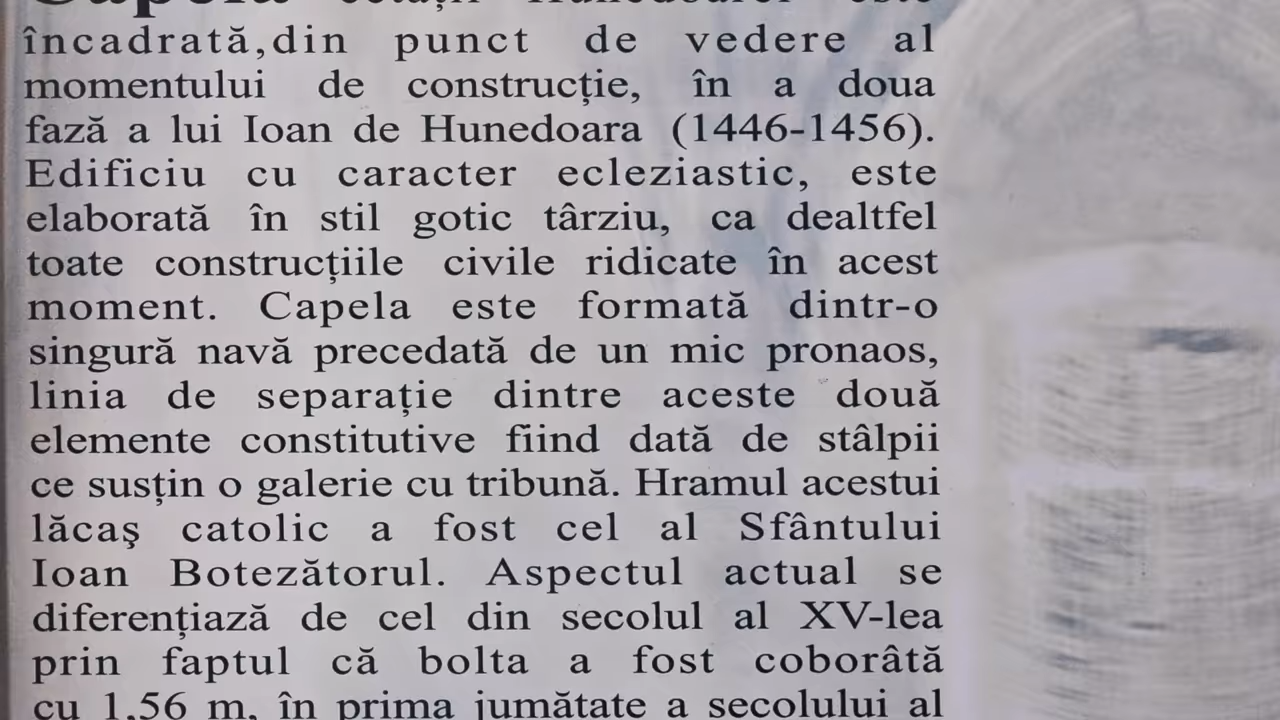 Capela cetății Hunedoarei este
încadrată,din punct de vedere al
momentului de construcție, în a doua
fază a lui Ioan de Hunedoara (1446-1456).
Edificiu cu caracter ecleziastic, este
elaborată în stil gotic târziu, ca dealtfel
toate construcțiile civile ridicate în acest
moment. Capela este formată dintr-o
singură navă precedată de un mic pronaos,
linia de separație dintre aceste două
elemente constitutive fiind dată de stâlpii
ce susțin o galerie cu tribună. Hramul acestui
lăcaş catolic a fost cel al Sfântului
Ioan Botezătorul. Aspectul actual se
diferențiază de cel din secolul al XV-lea
prin faptul că bolta a fost coborâtă
cu 1,56 m, în prima jumătate a secolului al